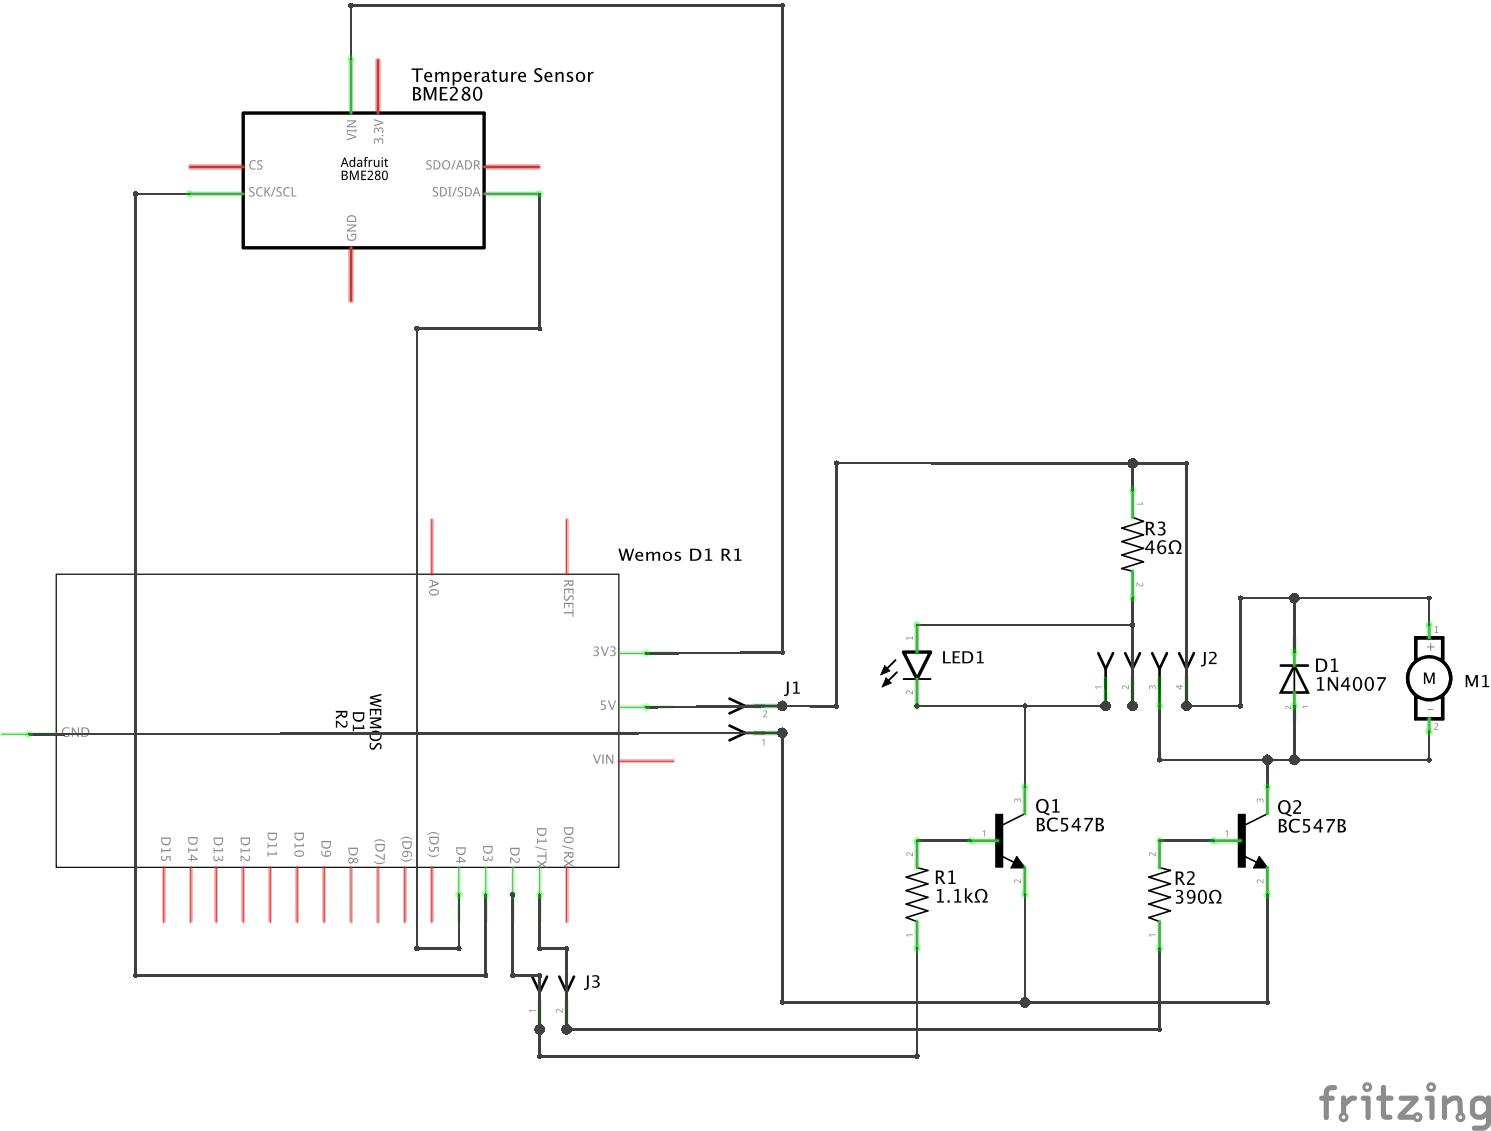 Temperature Sensor
BME280
VIN
3.3V
Adafruit
BME280
CS
SDO/ADR
SCK/SCL
SDI/SDA
GND
Wemos D1 R1
A0
RESET
3V3
5V
GND
VIN
WEMOS
D1
R2
D15
D14
D13
D12
D11
D10
D9
D8
(D7)
(D6)
(D5)
D4
D3
D2
D1/TX
D0/RX
J1
2
1
J3
1
2
1
R3
46Ω
2
1
LED1
2
J2
1
2
3
4
D1
1N4007
2
1
1
+
M
M1
−
2
3
Q1
BC547B
1
2
2
R1
1.1kΩ
1
3
Q2
BC547B
1
2
2
R2
390Ω
1
fritzing